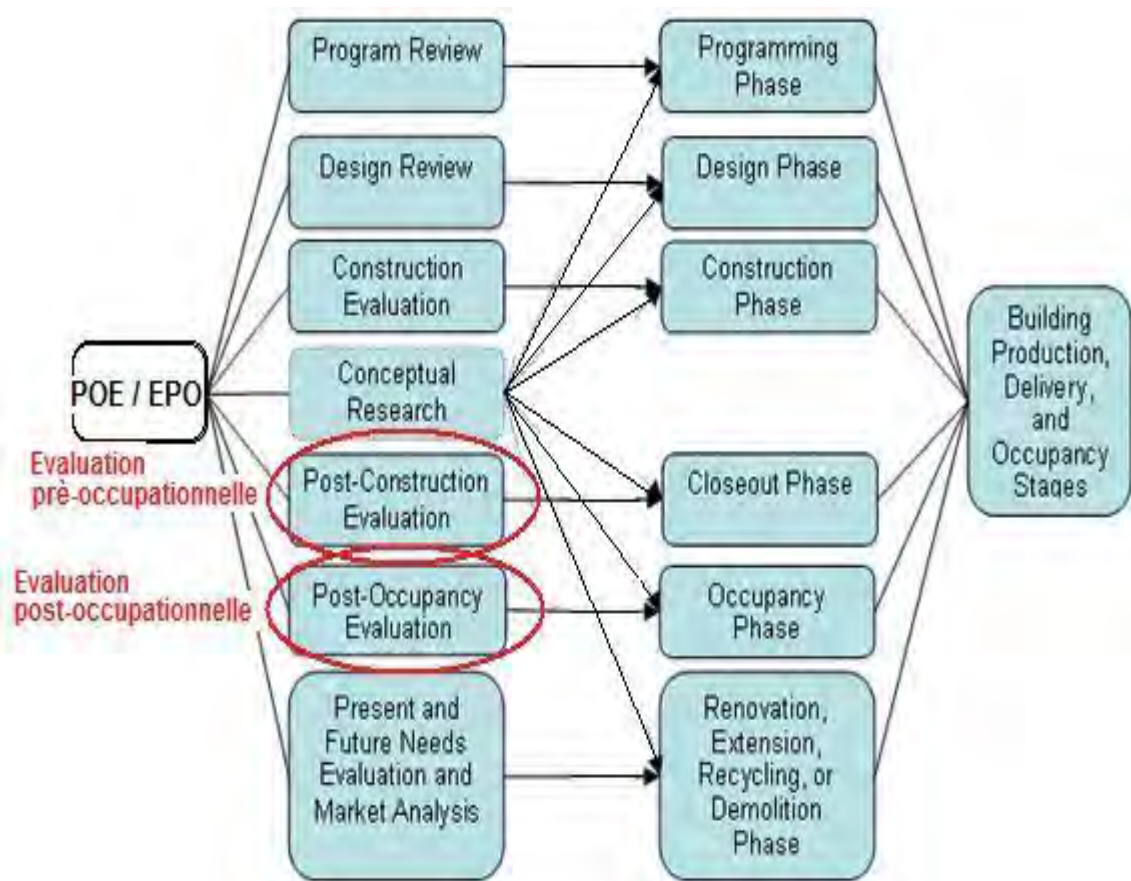 Program Review
Programming
Phase
Design Review
Design Phase
Construction
Evaluation
Construction
Phase
Building
Production,
Delivery,
and
Occupancy
Stages
POE / EPO
Conceptual
Research
Evaluation
prè-occupationnelle
Post-Construction
Evaluation
Closeout Phase
Evaluation
post-occupationnelle
Post-Occupancy
Evaluation
Occupancy
Phase
Present and
Future Needs
Evaluation and
Market Analysis
Renovation,
Extension,
Recycling, or
Demolition
Phase